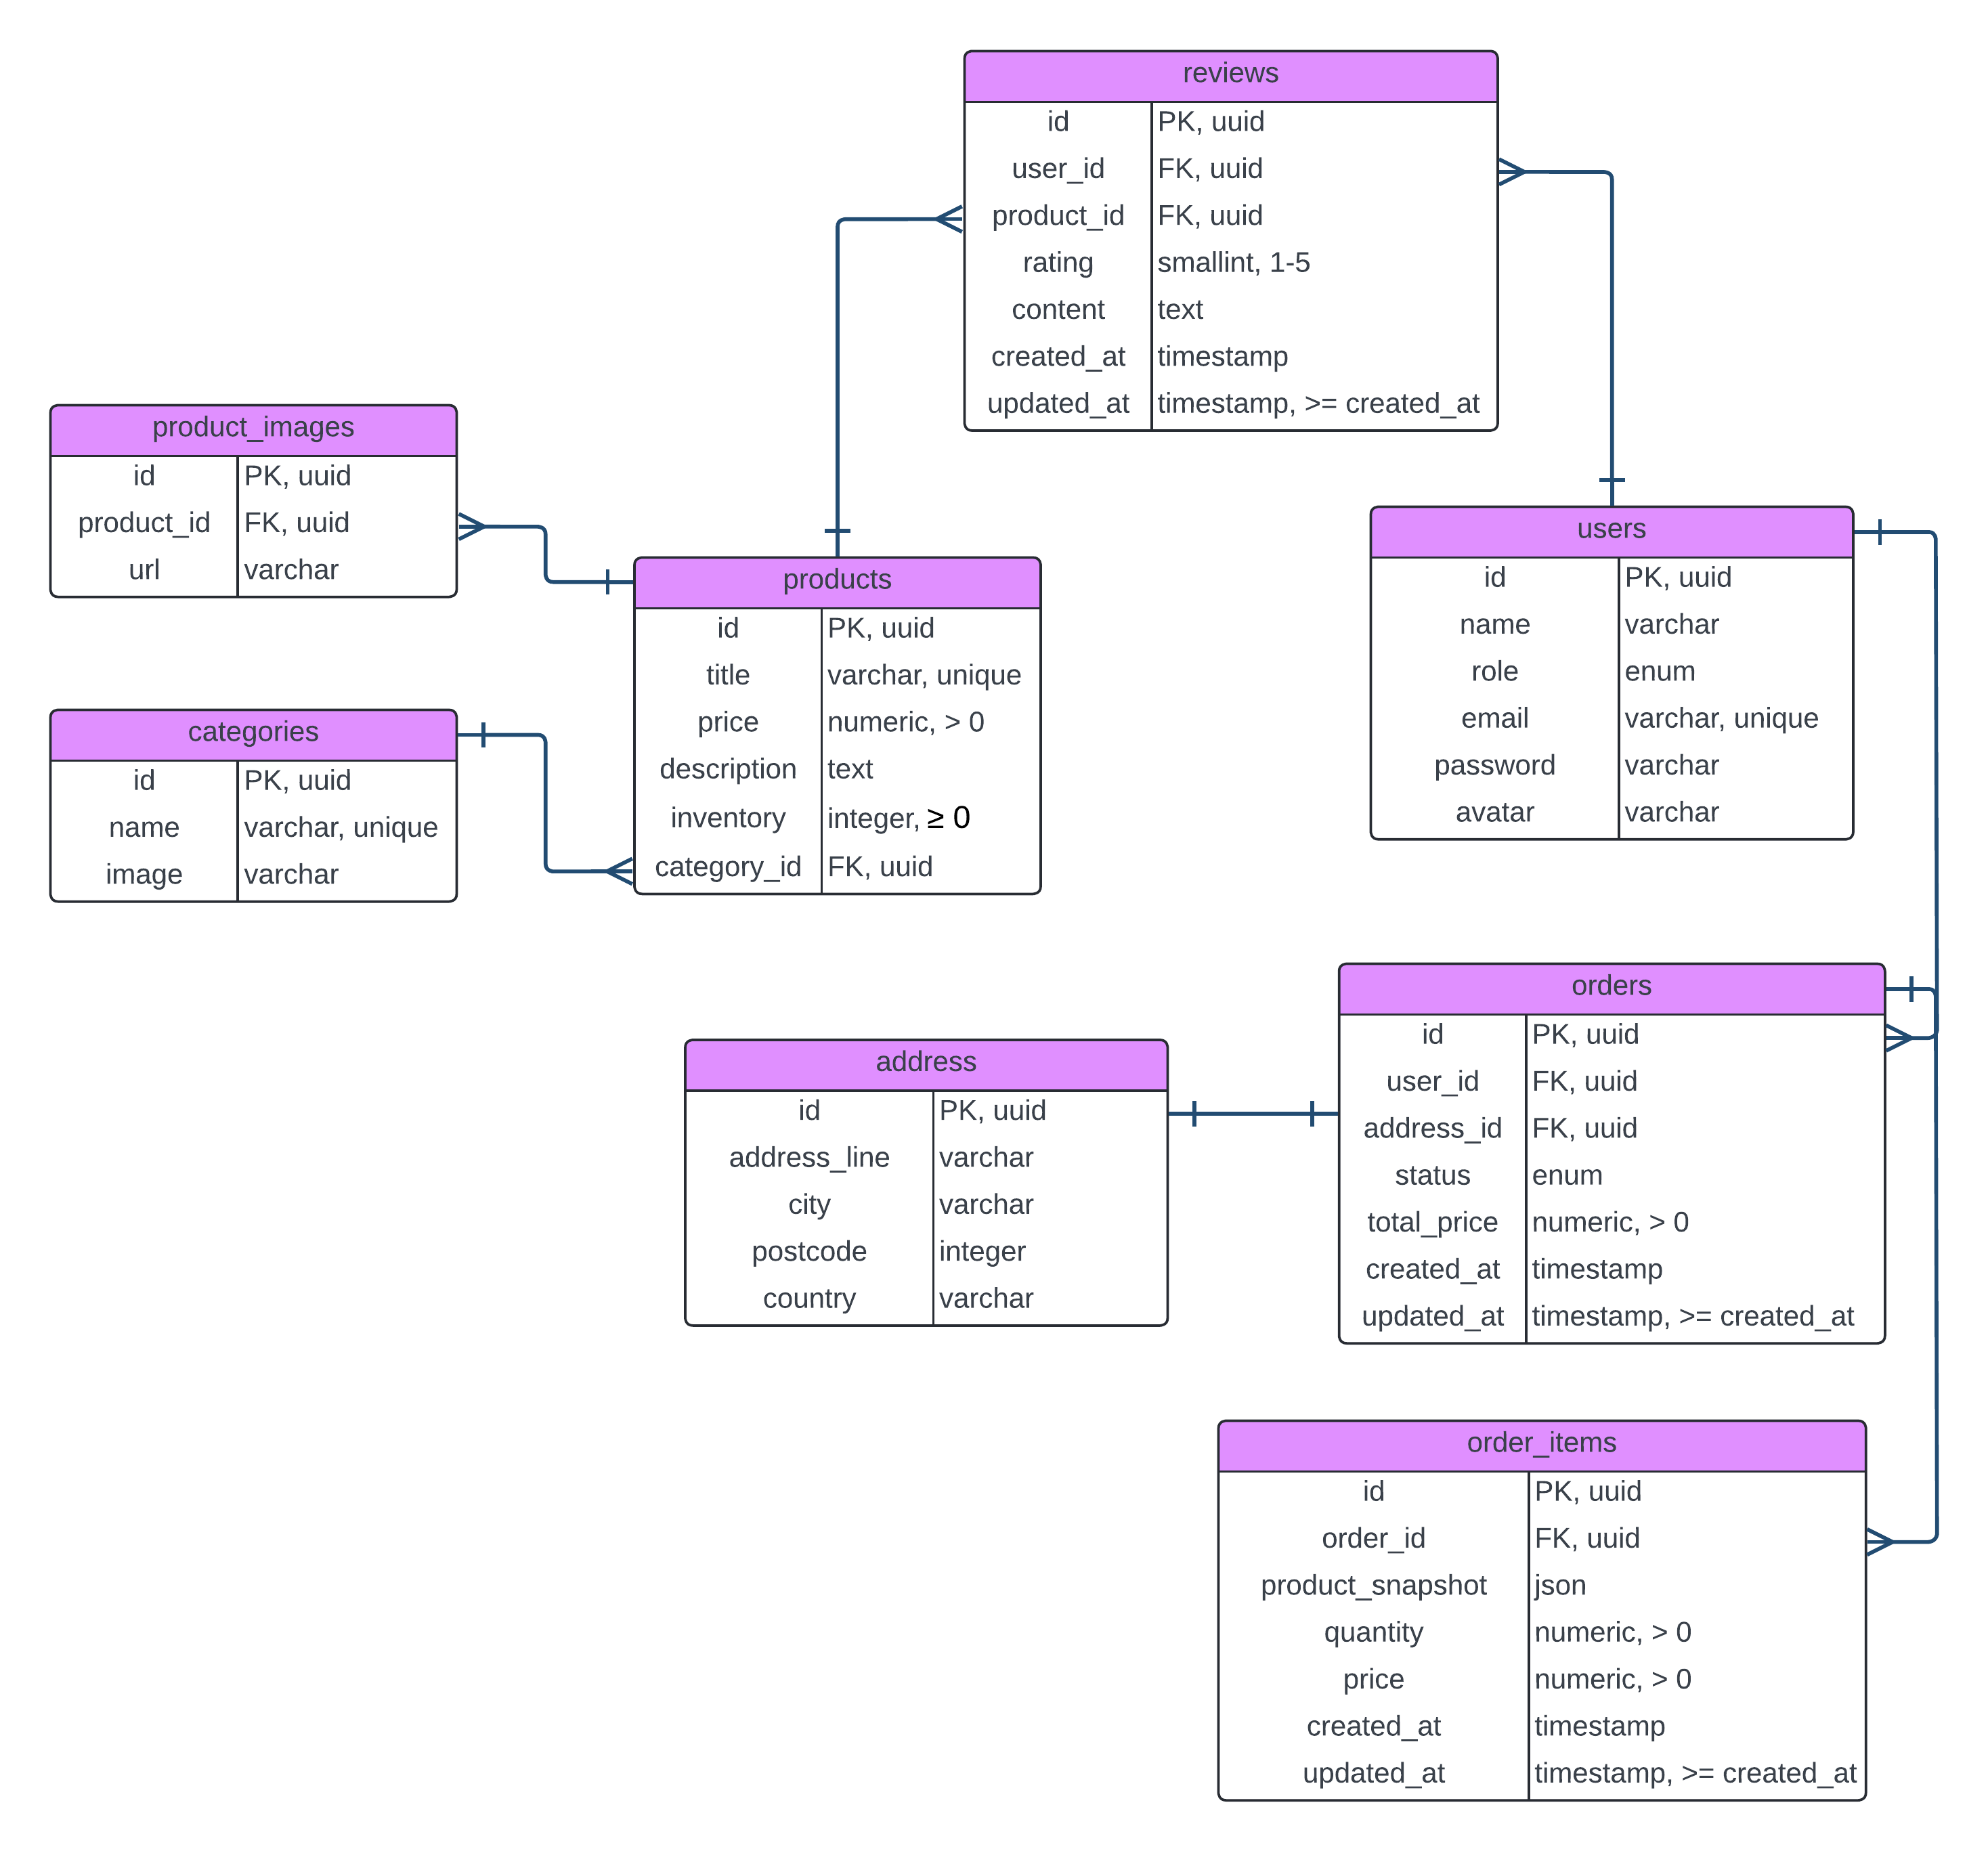 reviews
id PK, uuid
user_id FK, uuid
product_id FK, uuid
rating smallint, 1-5
content text
created_at timestamp
updated_at timestamp, >= created_at
product_images
id PK, uuid
product_id FK, uuid
url varchar
users
id PK, uuid
name varchar
role enum
email varchar, unique
password varchar
avatar varchar
products
id PK, uuid
title varchar, unique
price numeric, > 0
description text
inventory integer, ≥ 0
category_id FK, uuid
categories
id PK, uuid
name varchar, unique
image varchar
orders
id PK, uuid
user_id FK, uuid
address_id FK, uuid
status enum
total_price numeric, > 0
created_at timestamp
updated_at timestamp, >= created_at
address
id PK, uuid
address_line varchar
city varchar
postcode integer
country varchar
order_items
id PK, uuid
order_id FK, uuid
product_snapshot json
quantity numeric, > 0
price numeric, > 0
created_at timestamp
updated_at timestamp, >= created_at